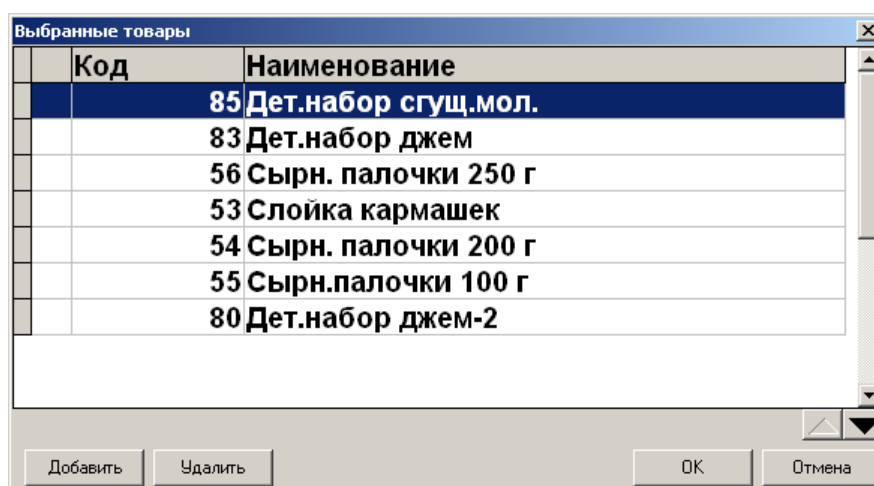 Выбранные товары
Код Наименование
85 Дет.набор сгущ.мол.
83 Дет.набор джем
56 Сырн. палочки 250 г
53 Слойка кармашек
54 Сырн. палочки 200 г
55 Сырн.палочки 100 г
80 Дет.набор джем-2
Добавить Удалить OK Отмена